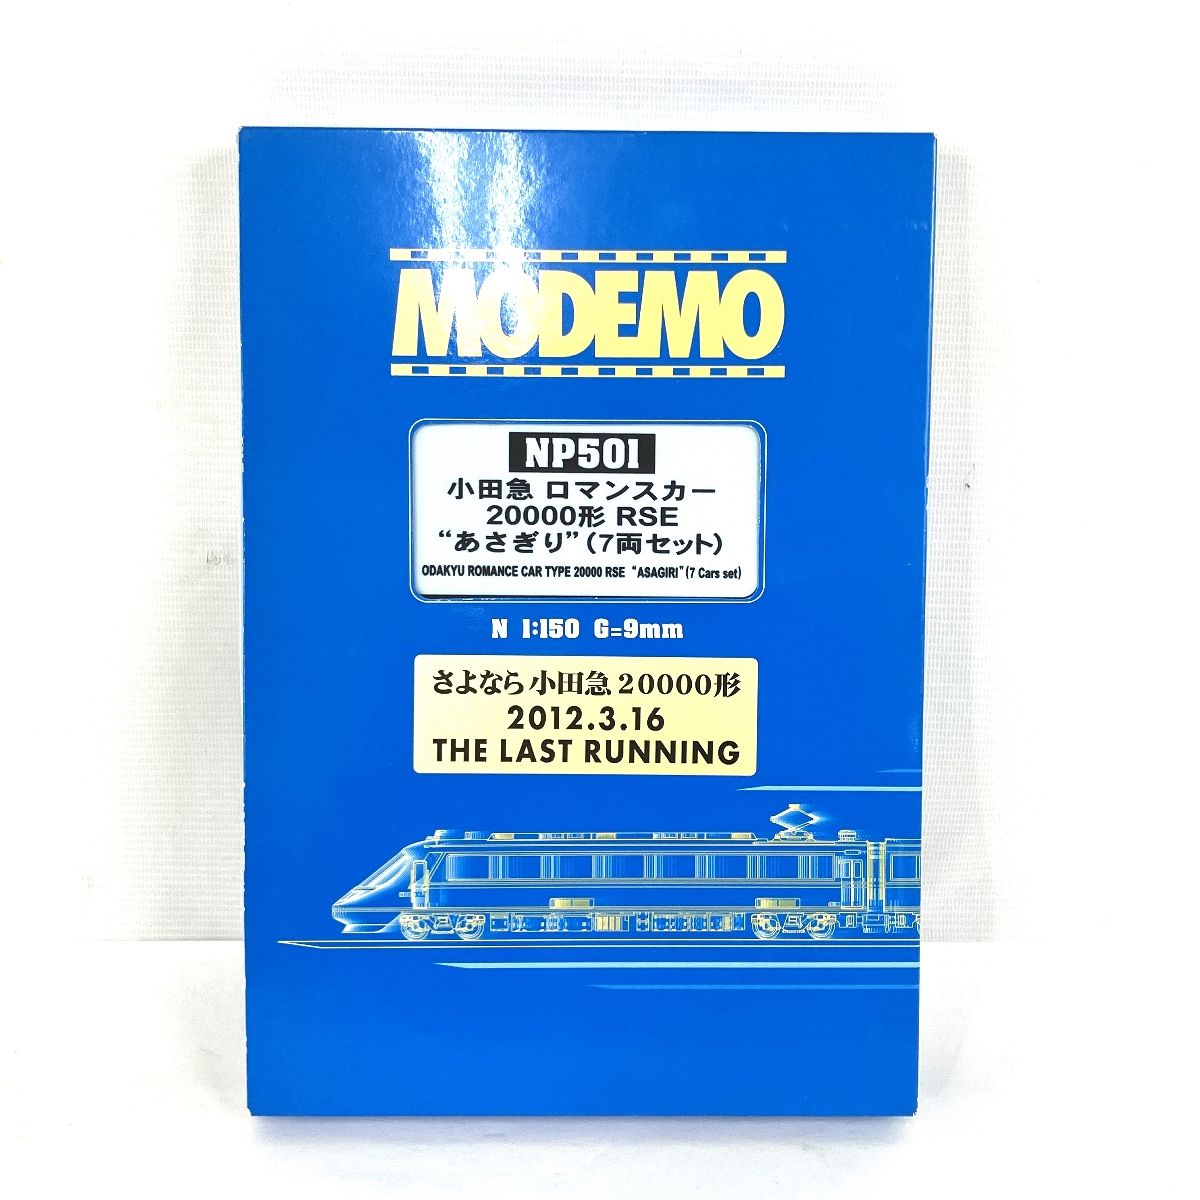 MODEMO
NP501
小田急 ロマンスカー
20000形 RSE
“あさぎり”(7両セット)
ODAKYU ROMANCE CAR TYPE 20000 RSE “ASAGIRI”(7 Cars set)
N 1:150 G=9mm
さよなら 小田急 20000形
2012.3.16
THE LAST RUNNING